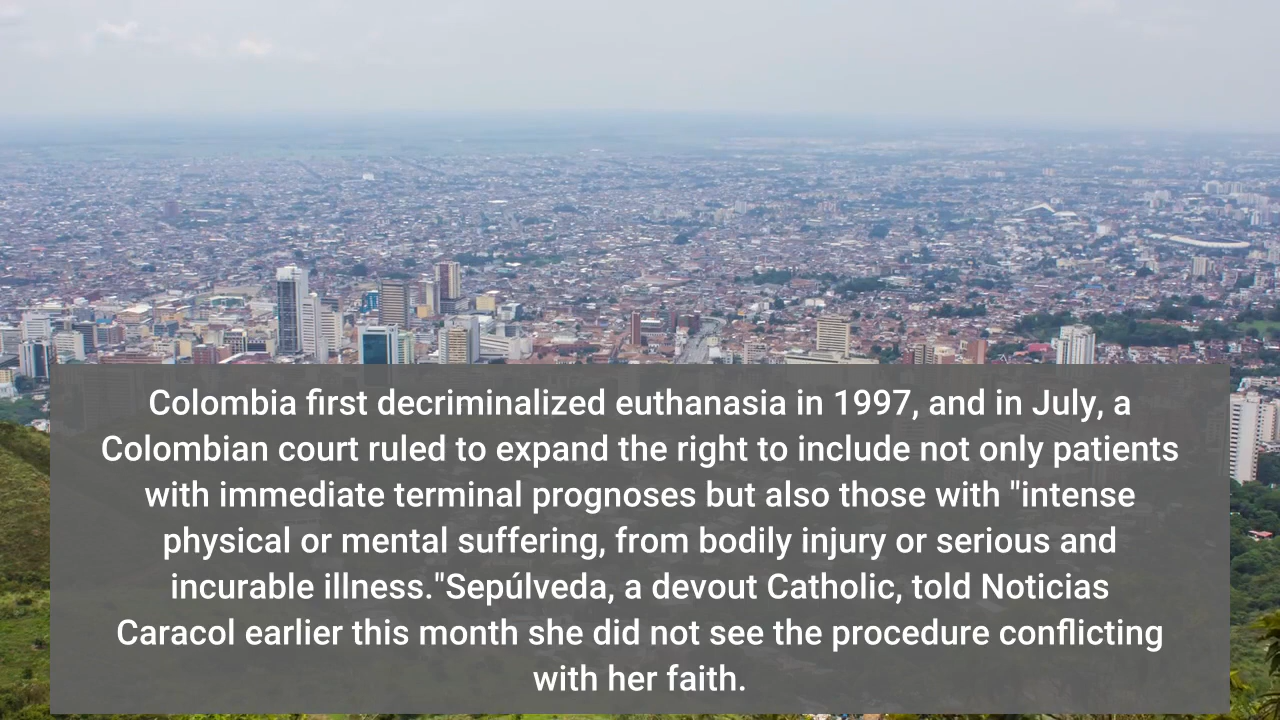 Colombia first decriminalized euthanasia in 1997, and in July, a
Colombian court ruled to expand the right to include not only patients
with immediate terminal prognoses but also those with "intense
physical or mental suffering, from bodily injury or serious and
incurable illness."Sepúlveda, a devout Catholic, told Noticias
Caracol earlier this month she did not see the procedure conflicting
with her faith.